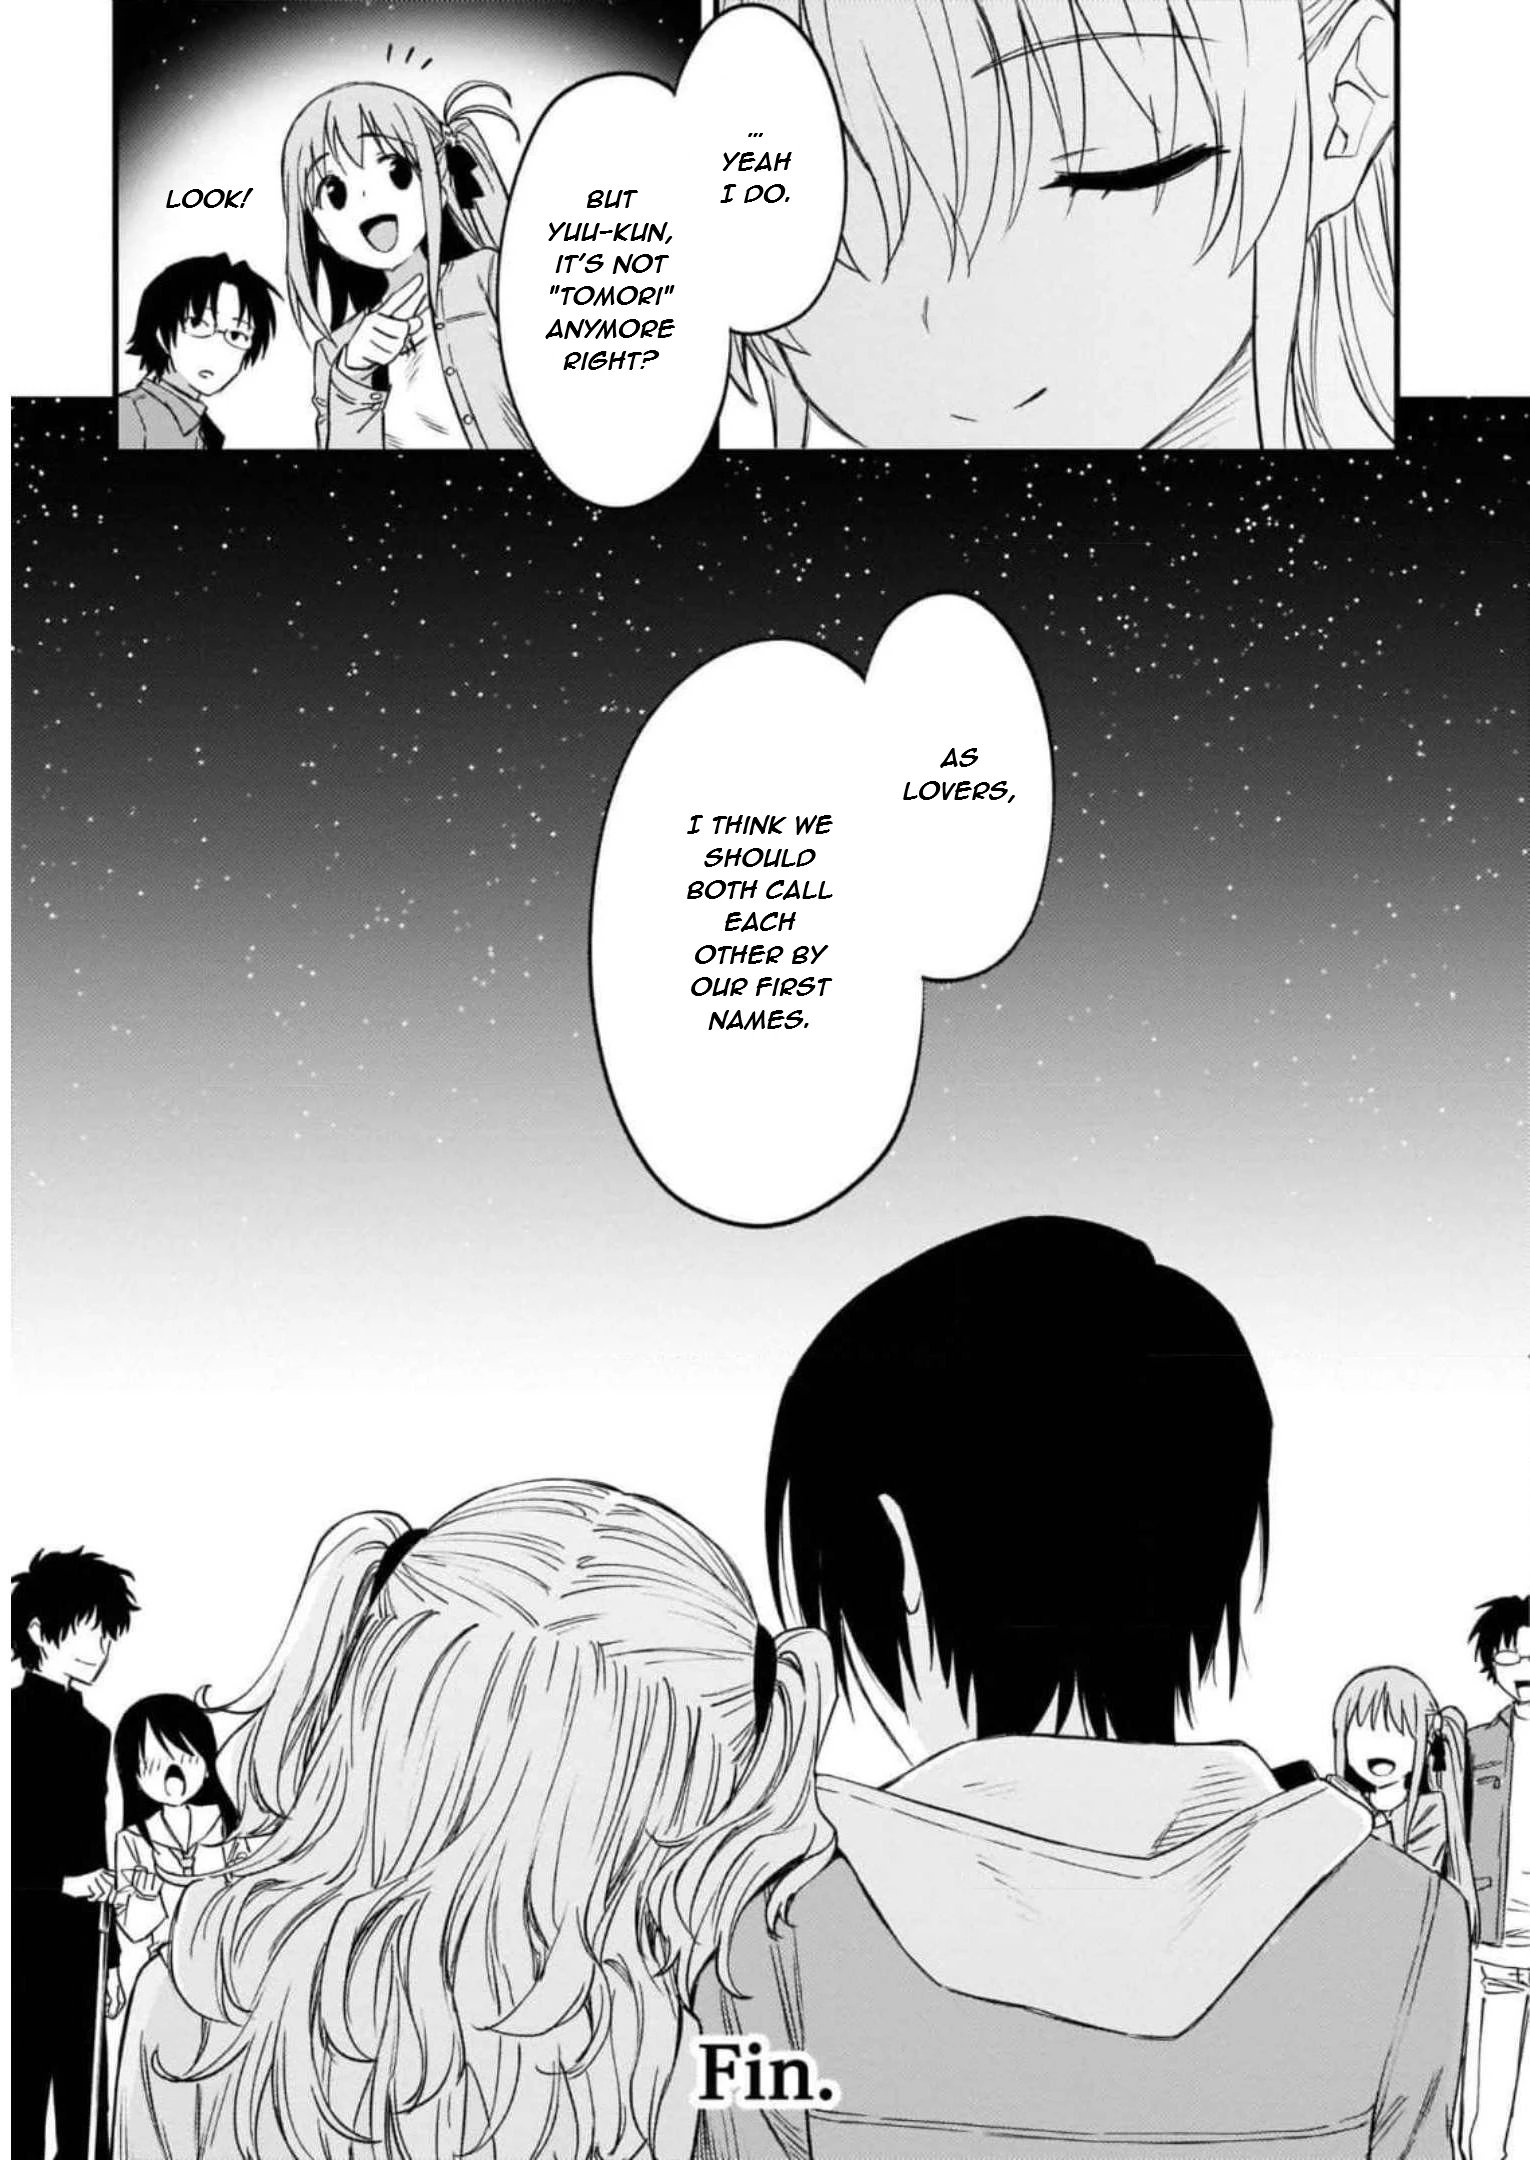 ...
YEAH
I DO.
BUT
YUU-KUN,
IT'S NOT
"TOMORI"
ANYMORE
RIGHT?
LOOK!
AS
LOVERS,
I THINK WE
SHOULD
BOTH CALL
EACH
OTHER BY
OUR FIRST
NAMES.
Fin.